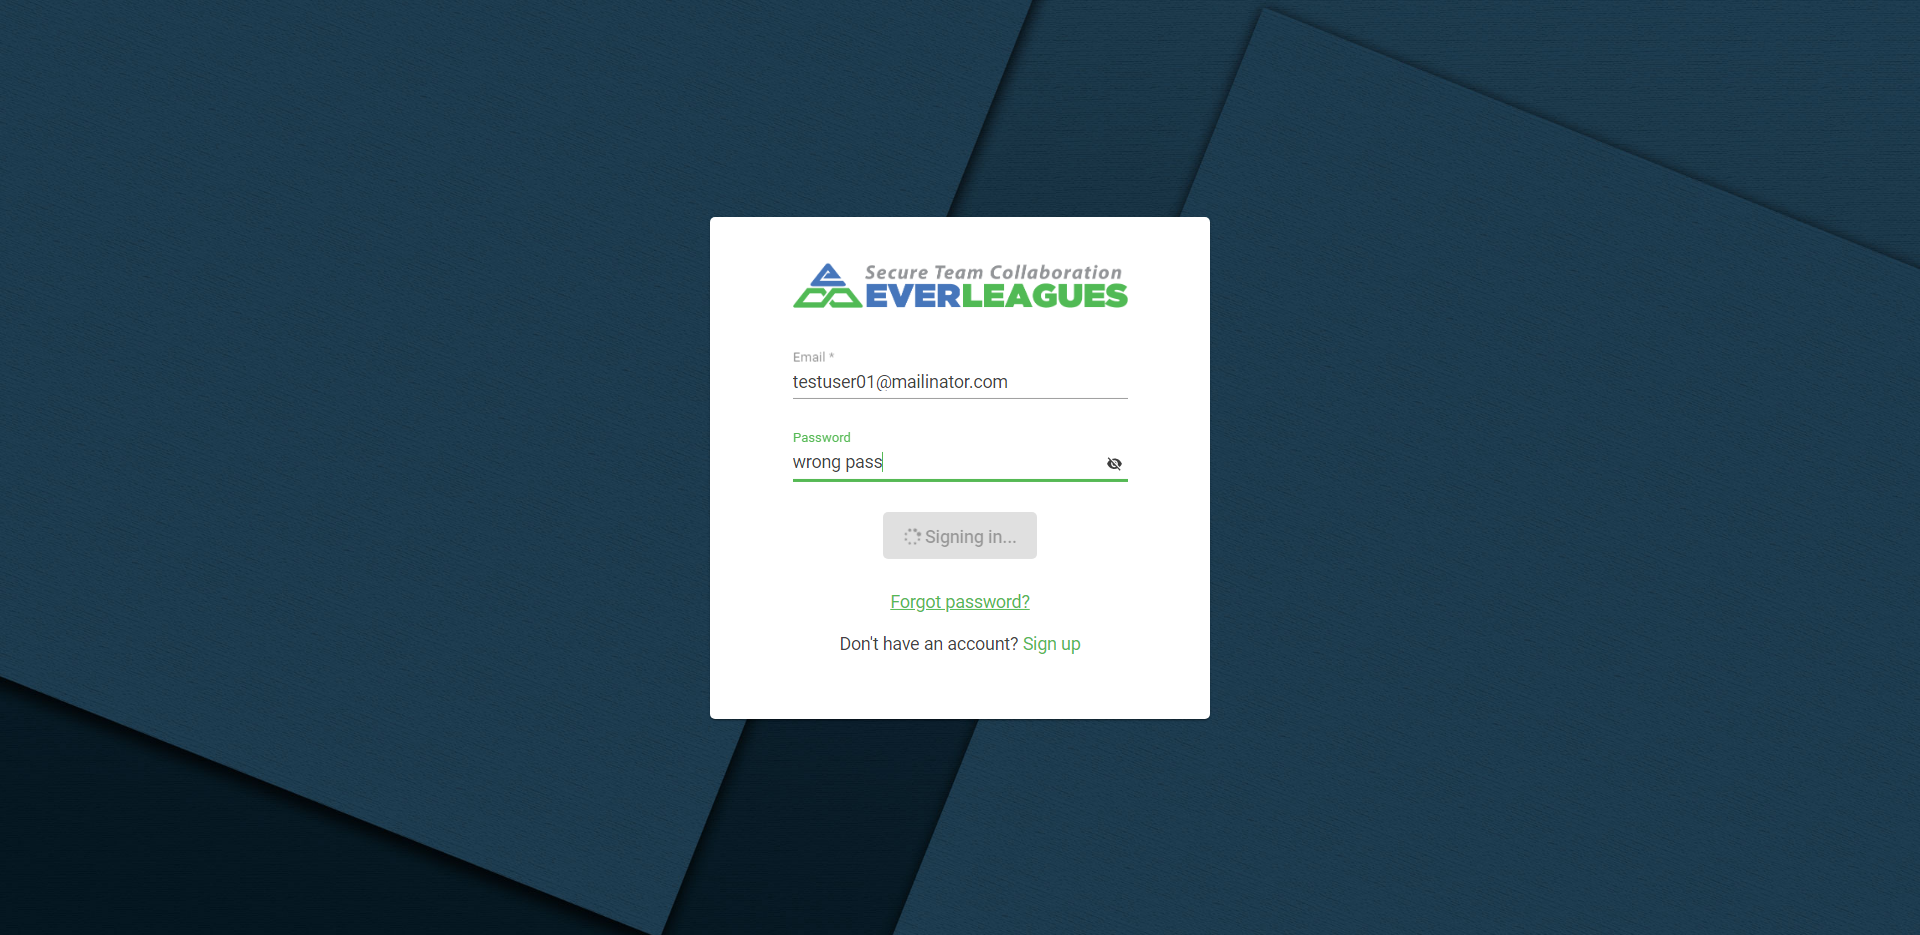 Secure Team Collaboration
EVERLEAGUES
Email *
testuser01@mailinator.com
Password
wrong pass
Signing in...
Forgot password?
Don't have an account? Sign up